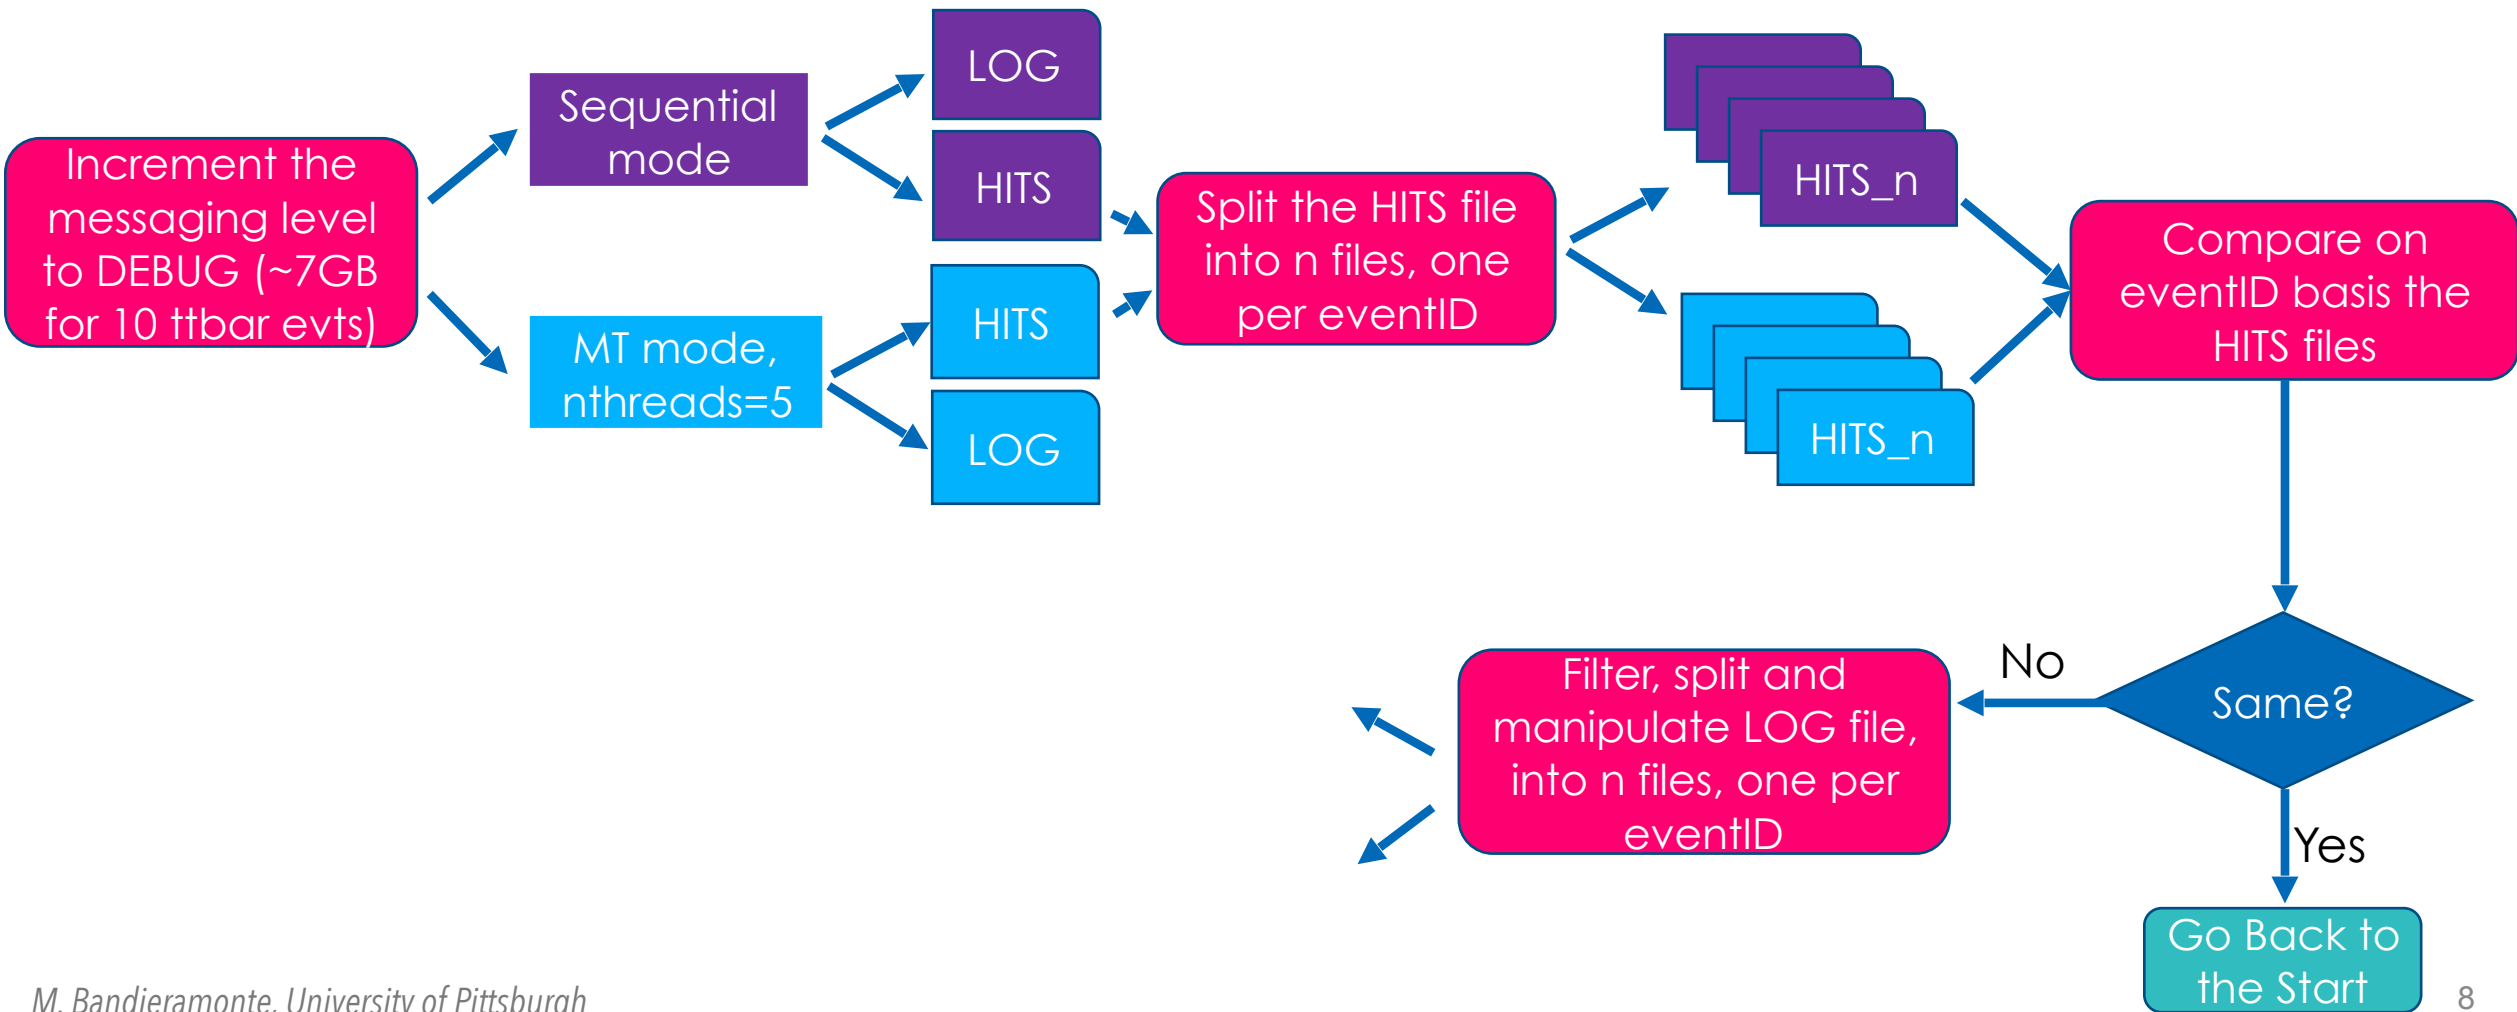 Increment the
messaging level
to DEBUG (~7GB
for 10 ttbar evts)
Sequential
mode
MT mode,
nthreads=5
LOG
HITS
HITS
LOG
Split the HITS file
into n files, one
per eventID
HITS_n
HITS_n
Compare on
eventID basis the
HITS files
Same?
No
Yes
Filter, split and
manipulate LOG file,
into n files, one per
eventID
Go Back to
the Start
M. Bandieramonte, University of Pittsburgh
8